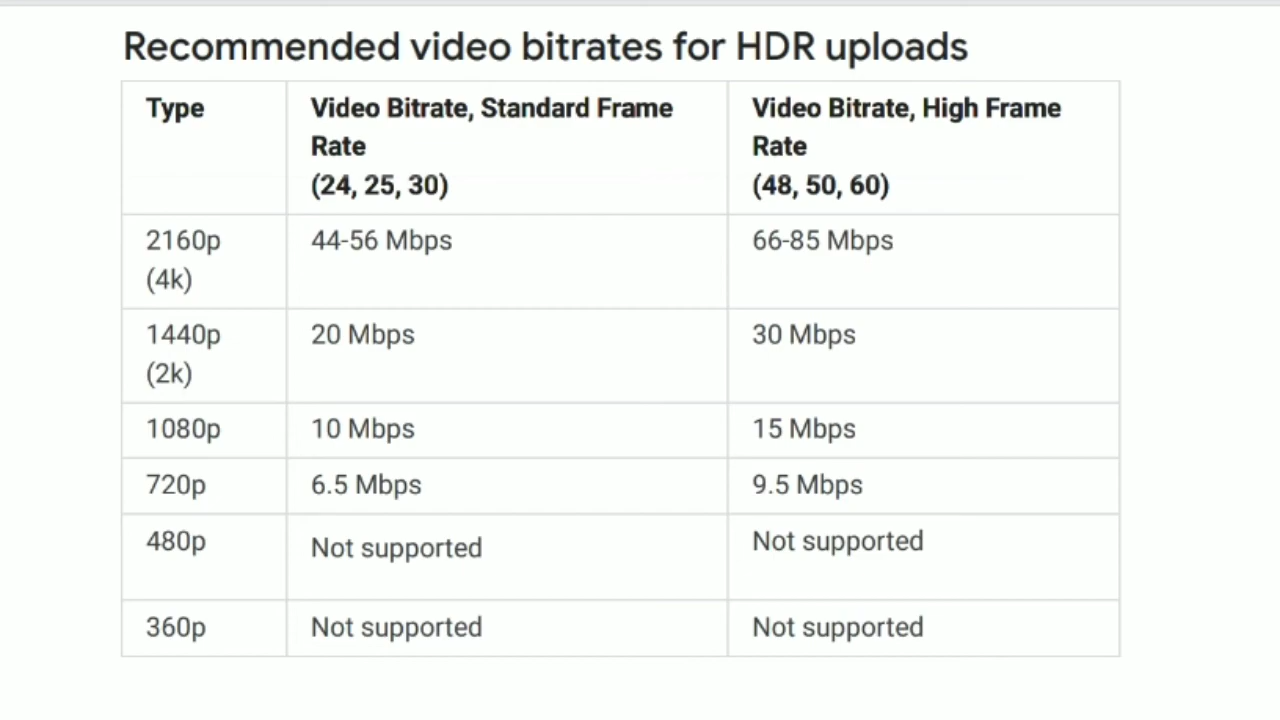 Recommended video bitrates for HDR uploads
Type
Video Bitrate, Standard Frame
Rate
(24, 25, 30)
Video Bitrate, High Frame
Rate
(48, 50, 60)
2160p
(4k)
44-56 Mbps
66-85 Mbps
1440p
(2k)
20 Mbps
30 Mbps
1080p
10 Mbps
15 Mbps
720p
6.5 Mbps
9.5 Mbps
480p
Not supported
Not supported
360p
Not supported
Not supported